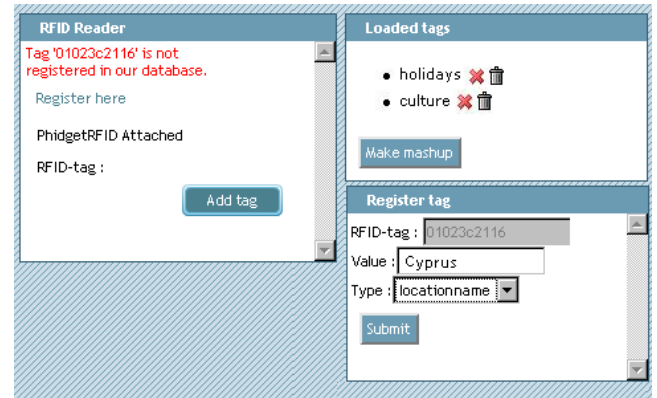 RFID Reader
Tag '01023c2116' is not
registered in our database.
Register here
PhidgetRFID Attached
RFID-tag :
Add tag
Loaded tags
holidays
culture
Make mashup
Register tag
RFID-tag : 01023c2116
Value : Cyprus
Type : locationname
Submit